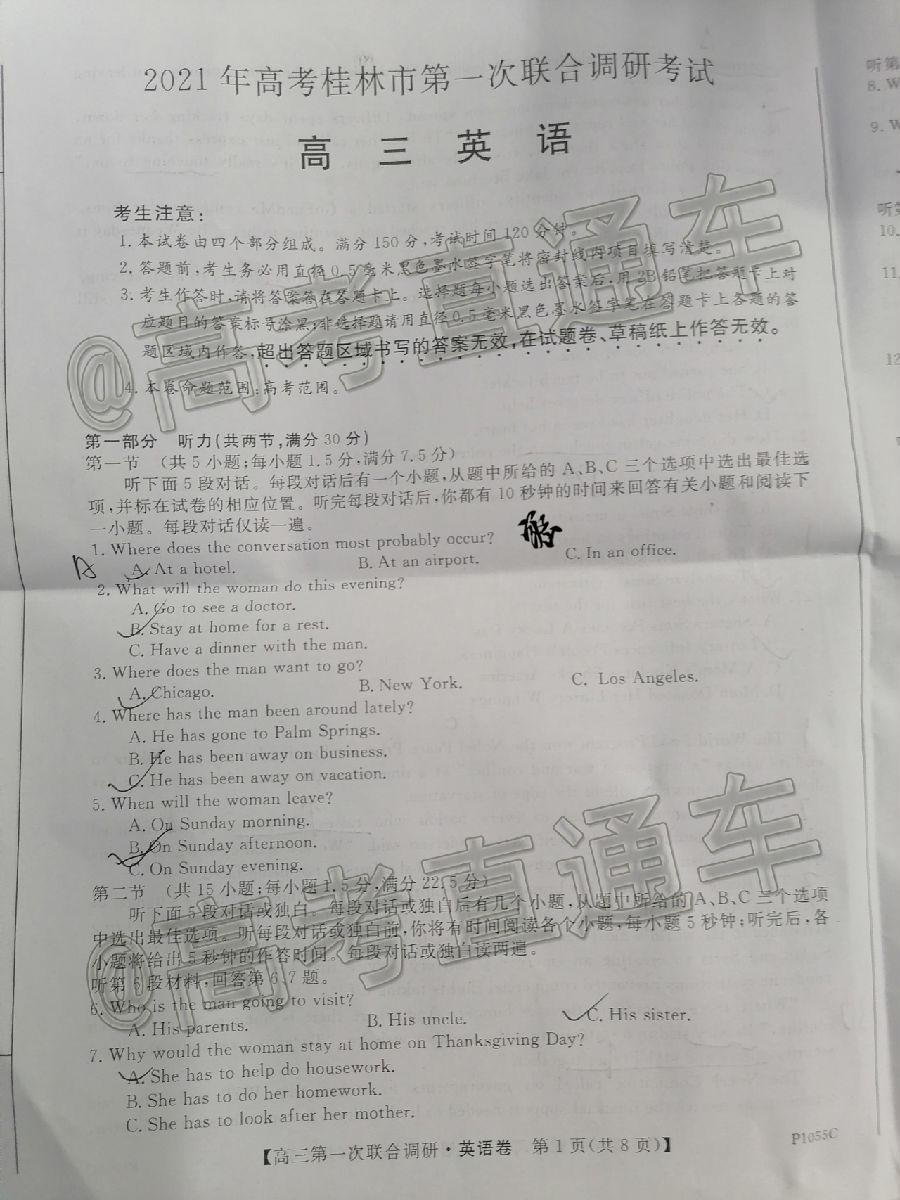 2021年高考桂林市第一次联合调研考试
高三英语
考生注意：
1. 本试卷由四个部分组成。满分150分，考试时间120分钟。
2. 答题前，考生务必用直径0.5毫米黑色墨水签字笔将密封线内项目填写清楚。
3. 考生作答时，请将答案答在答题卡上。选择题每小题选出答案后，用2B铅笔把答题卡上对
应题目的答案标号涂黑；非选择题请用直径0.5毫米黑色墨水签字笔在答题卡上各题的答
题区域内作答，超出答题区域书写的答案无效，在试题卷、草稿纸上作答无效。
4. 本卷命题范围：高考范围。
第一部分 听力（共两节，满分30分）
第一节 （共5小题；每小题1.5分，满分7.5分）
听下面5段对话。每段对话后有一个小题，从题中所给的A、B、C三个选项中选出最佳选
项，并标在试卷的相应位置。听完每段对话后，你都有10秒钟的时间来回答有关小题和阅读下
一小题。每段对话仅读一遍。
1. Where does the conversation most probably occur?
A A. At a hotel. B. At an airport. C. In an office.
2. What will the woman do this evening?
A. Go to see a doctor.
B. Stay at home for a rest.
C. Have a dinner with the man.
3. Where does the man want to go?
A. Chicago. B. New York. C. Los Angeles.
4. Where has the man been around lately?
A. He has gone to Palm Springs.
B. He has been away on business.
C. He has been away on vacation.
5. When will the woman leave?
A. On Sunday morning.
B. On Sunday afternoon.
C. On Sunday evening.
第二节 （共15小题；每小题1.5分，满分22.5分）
听下面5段对话或独白。每段对话或独白后有几个小题，从题中所给的A、B、C三个选项
中选出最佳选项。听每段对话或独白前，你将有时间阅读各个小题，每小题5秒钟；听完后，各
小题将给出5秒钟的作答时间。每段对话或独白读两遍。
听第6段材料，回答第6、7题。
6. Who is the man going to visit?
A. His parents. B. His uncle. C. His sister.
7. Why would the woman stay at home on Thanksgiving Day?
A. She has to help do housework.
B. She has to do her homework.
C. She has to look after her mother.
【高三第一次联合调研·英语卷 第1页（共8页）】
P1055C
@高考直通车
@高考直通车
听第
8. W
9. W
听第
10.
11.
12